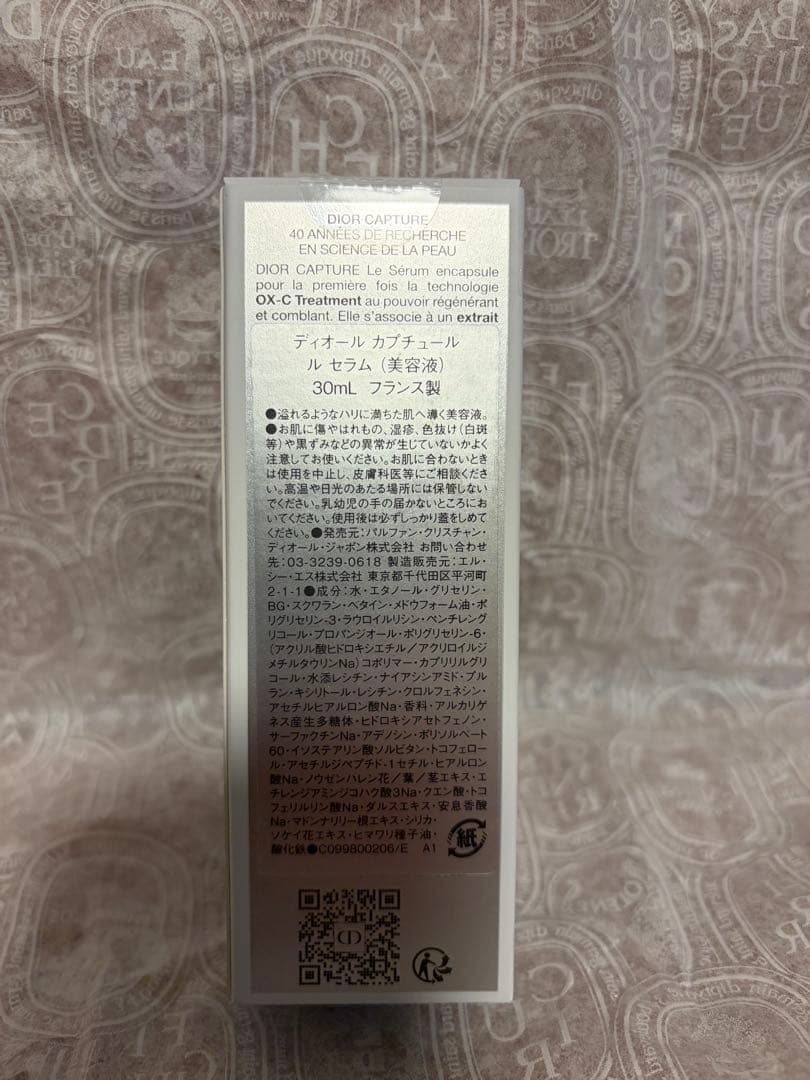 DIOR CAPTURE
40 ANNÉES DE RECHERCHE
EN SCIENCE DE LA PEAU
DIOR CAPTURE Le Sérum encapsule
pour la première fois la technologie
OX-C Treatment au pouvoir régénérant
et comblant. Elle s'associe à un extrait
ディオール カプチュール
ル セラム（美容液）
30mL フランス製
●溢れるようなハリに満ちた肌へ導く美容液。
●お肌に傷やはれもの、湿疹、色抜け（白斑
等）や黒ずみなどの異常が生じていないかよく
注意してお使いください。お肌に合わないとき
は使用を中止し、皮膚科医等にご相談くださ
い。高温や日光のあたる場所には保管しない
でください。乳幼児の手の届かないところにお
いてください。使用後は必ずしっかり蓋をしめて
ください。●発売元：パルファン・クリスチャン・
ディオール・ジャポン株式会社 お問い合わせ
先：03-3239-0618 製造販売元：エル・
シー・エス株式会社 東京都千代田区平河町
2-1-1●成分：水・エタノール・グリセリン・
BG・スクワラン・ベタイン・メドウフォーム油・ポ
リグリセリン-3・ラウロイルリシン・ペンチレング
リコール・プロパンジオール・ポリグリセリン-6・
（アクリル酸ヒドロキシエチル／アクリロイルジ
メチルタウリンNa）コポリマー・カプリリルグリ
コール・水添レシチン・ナイアシンアミド・プル
ラン・キシリトール・レシチン・クロルフェネシン・
アセチルヒアルロン酸Na・香料・アルカリゲ
ネス産生多糖体・ヒドロキシアセトフェノン・
サーファクチンNa・アデノシン・ポリソルベート
60・イソステアリン酸ソルビタン・トコフェロー
ル・アセチルジペプチド-1セチル・ヒアルロン
酸Na・ノウゼンハレン花／葉／茎エキス・エ
チレンジアミンジコハク酸3Na・クエン酸・トコ
フェリルリン酸Na・ダルスエキス・安息香酸
Na・マドンナリリー根エキス・シリカ・
ソケイ花エキス・ヒマワリ種子油・
酸化鉄●C099800206/E A1
紙
CD